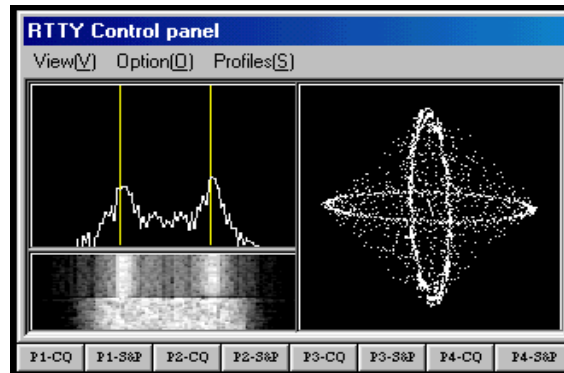 RTTY Control panel
View(V) Option(O) Profiles(S)
P1-CQ P1-S&P P2-CQ P2-S&P P3-CQ P3-S&P P4-CQ P4-S&P